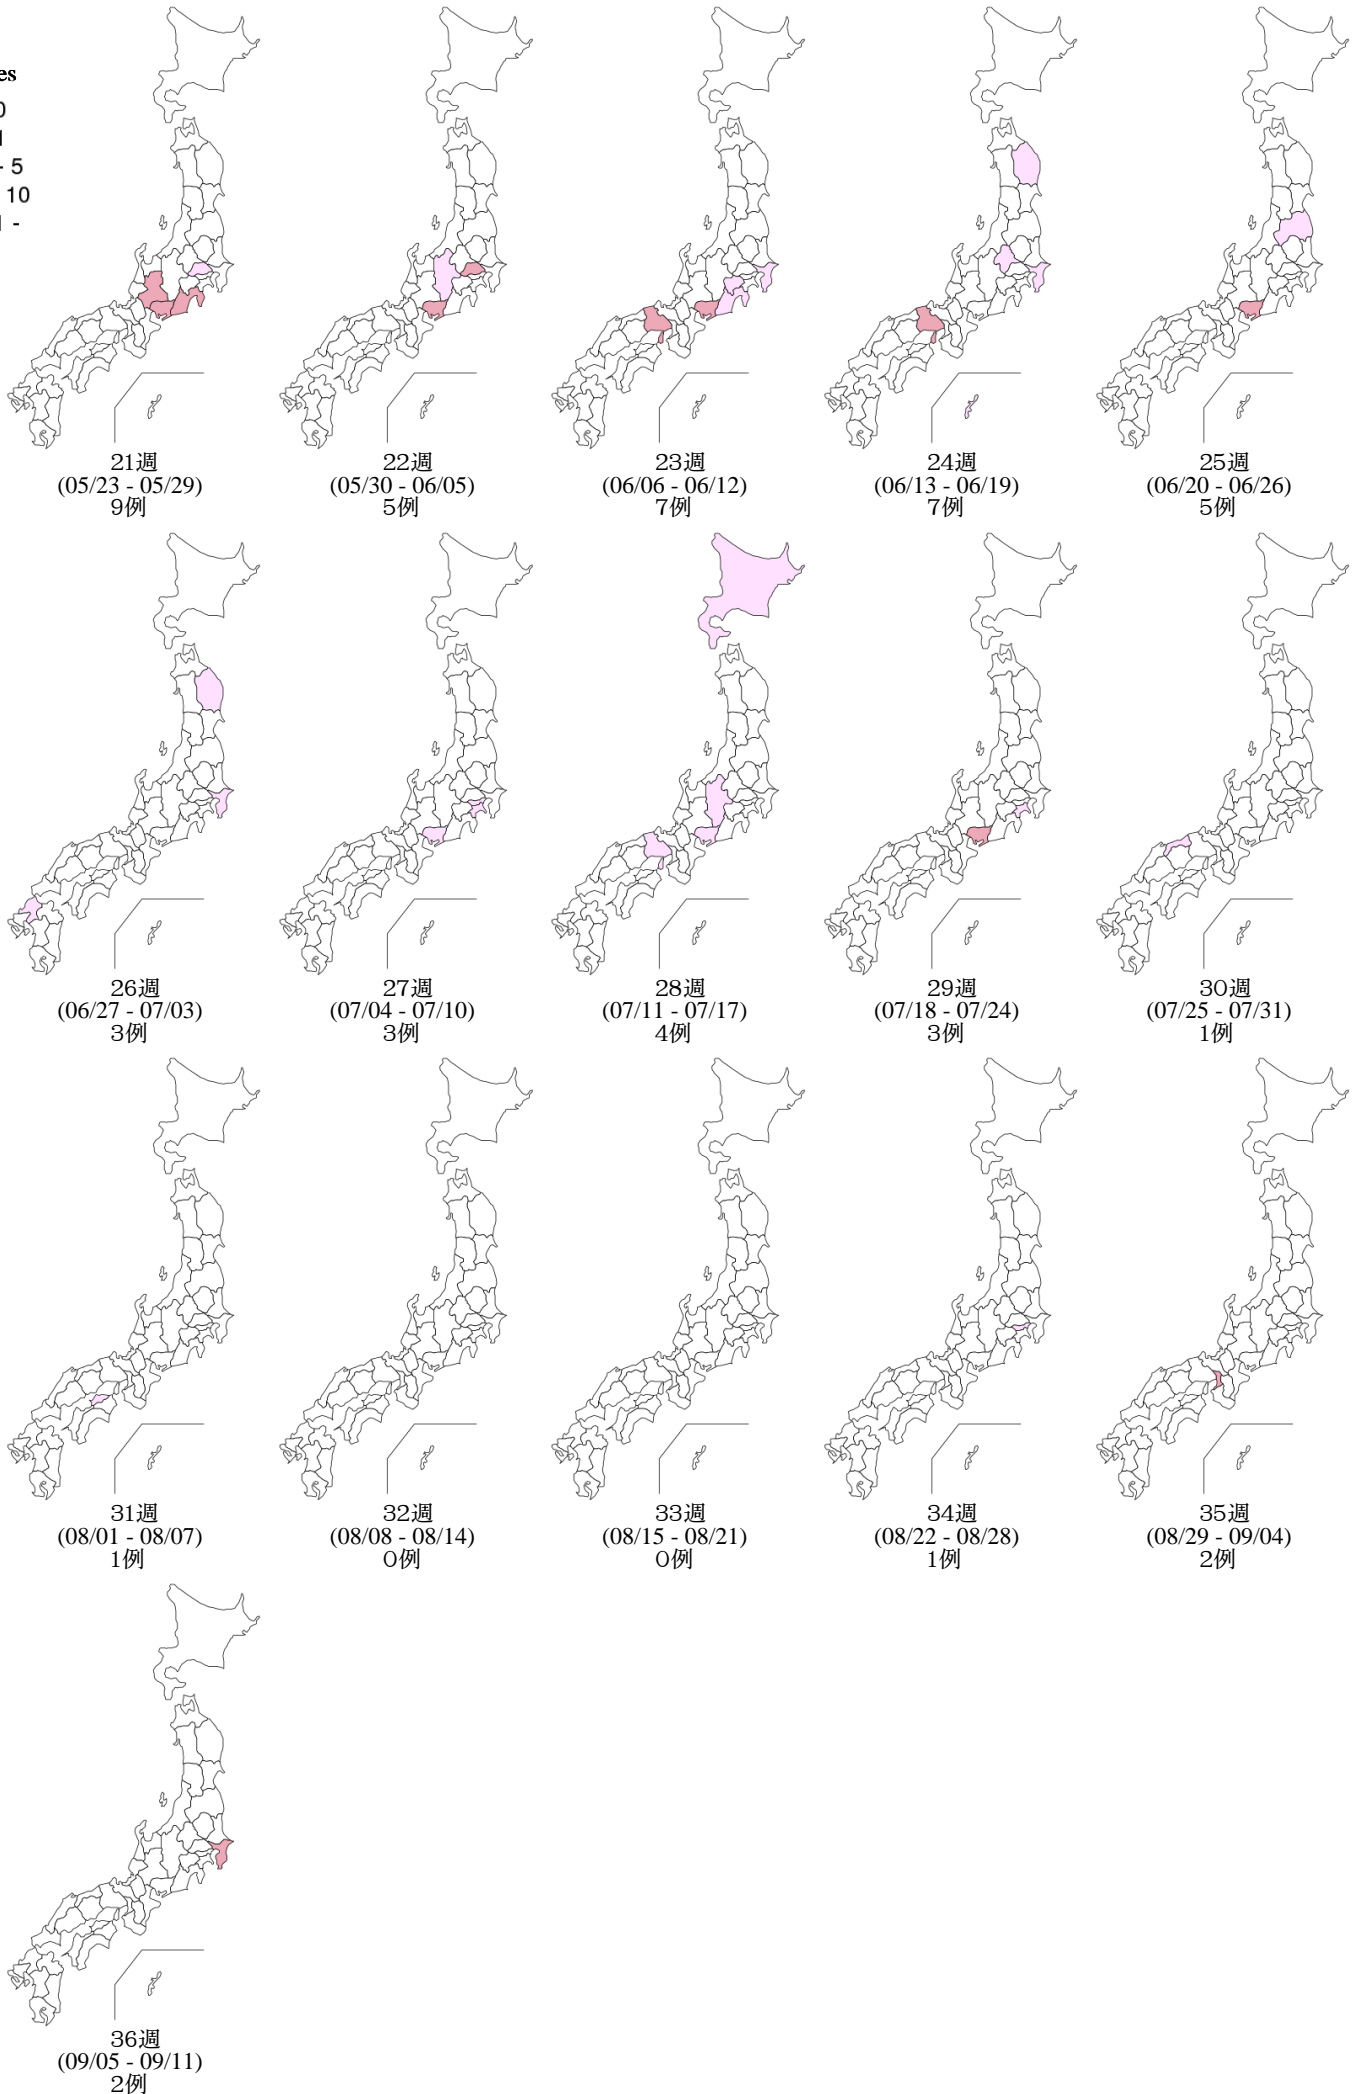 es
0
1
- 5
10
1 -
21週
(05/23 - 05/29)
9例
22週
(05/30 - 06/05)
5例
23週
(06/06 - 06/12)
7例
24週
(06/13 - 06/19)
7例
25週
(06/20 - 06/26)
5例
26週
(06/27 - 07/03)
3例
27週
(07/04 - 07/10)
3例
28週
(07/11 - 07/17)
4例
29週
(07/18 - 07/24)
3例
30週
(07/25 - 07/31)
1例
31週
(08/01 - 08/07)
1例
32週
(08/08 - 08/14)
0例
33週
(08/15 - 08/21)
0例
34週
(08/22 - 08/28)
1例
35週
(08/29 - 09/04)
2例
36週
(09/05 - 09/11)
2例